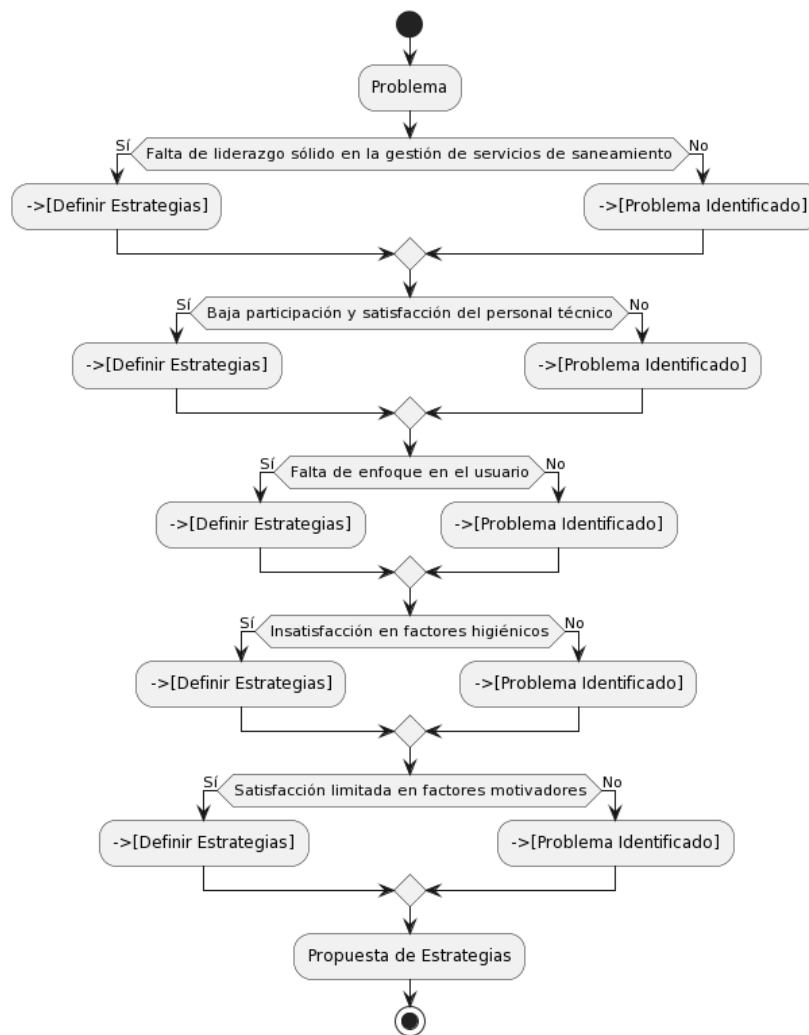 Problema
Sí
Falta de liderazgo sólido en la gestión de servicios de saneamiento
No
->[Definir Estrategias]
->[Problema Identificado]
Sí
Baja participación y satisfacción del personal técnico
No
->[Definir Estrategias]
->[Problema Identificado]
Sí
Falta de enfoque en el usuario
No
->[Definir Estrategias]
->[Problema Identificado]
Sí
Insatisfacción en factores higiénicos
No
->[Definir Estrategias]
->[Problema Identificado]
Sí
Satisfacción limitada en factores motivadores
No
->[Definir Estrategias]
->[Problema Identificado]
Propuesta de Estrategias